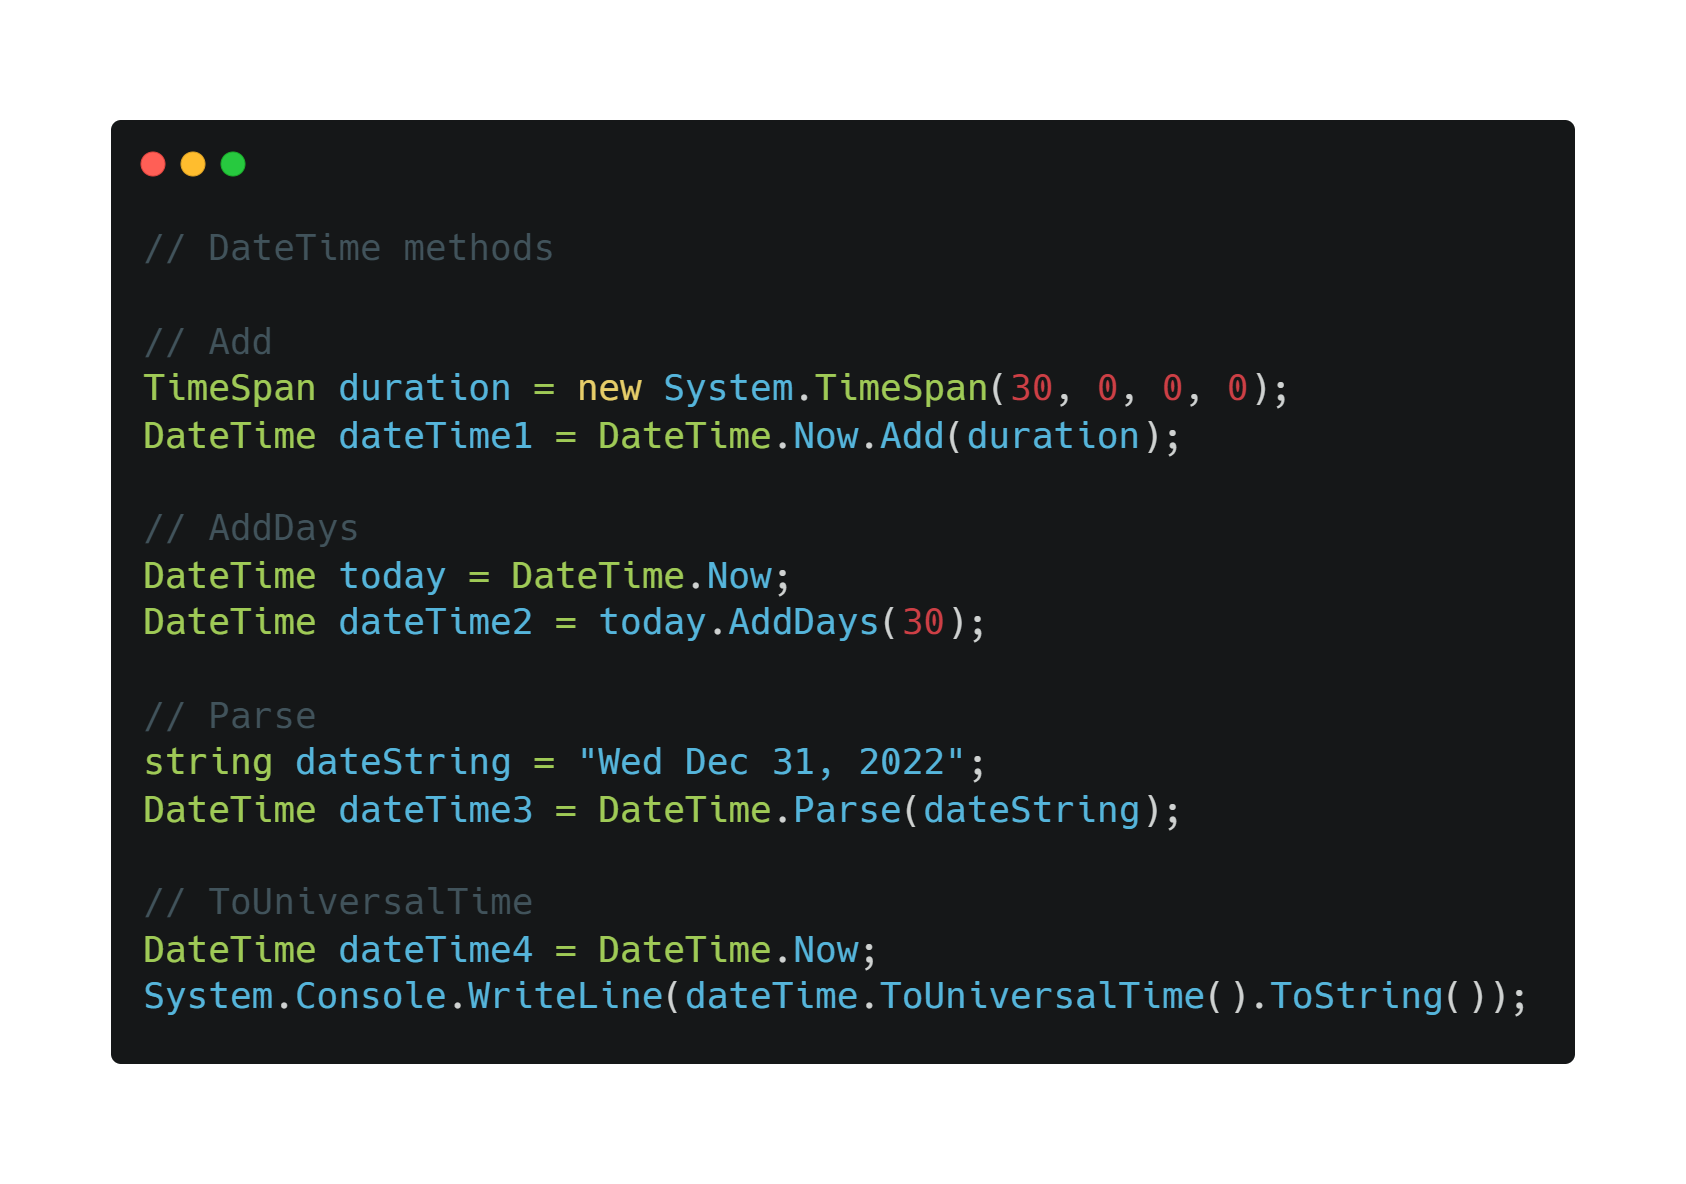 // DateTime methods
// Add
TimeSpan duration = new System.TimeSpan(30, 0, 0, 0);
DateTime dateTime1 = DateTime.Now.Add(duration);
// AddDays
DateTime today = DateTime.Now;
DateTime dateTime2 = today.AddDays(30);
// Parse
string dateString = "Wed Dec 31, 2022";
DateTime dateTime3 = DateTime.Parse(dateString);
// ToUniversalTime
DateTime dateTime4 = DateTime.Now;
System.Console.WriteLine(dateTime.ToUniversalTime().ToString());